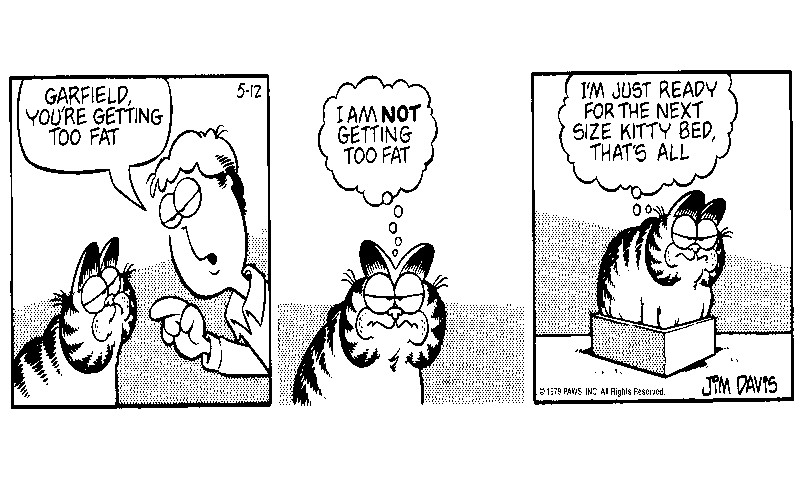 GARFIELD,
YOU'RE GETTING
TOO FAT
5-12
I AM NOT
GETTING
TOO FAT
I'M JUST READY
FOR THE NEXT
SIZE KITTY BED,
THAT'S ALL
© 1979 PAWS, INC. All Rights Reserved.
JIM DAVIS